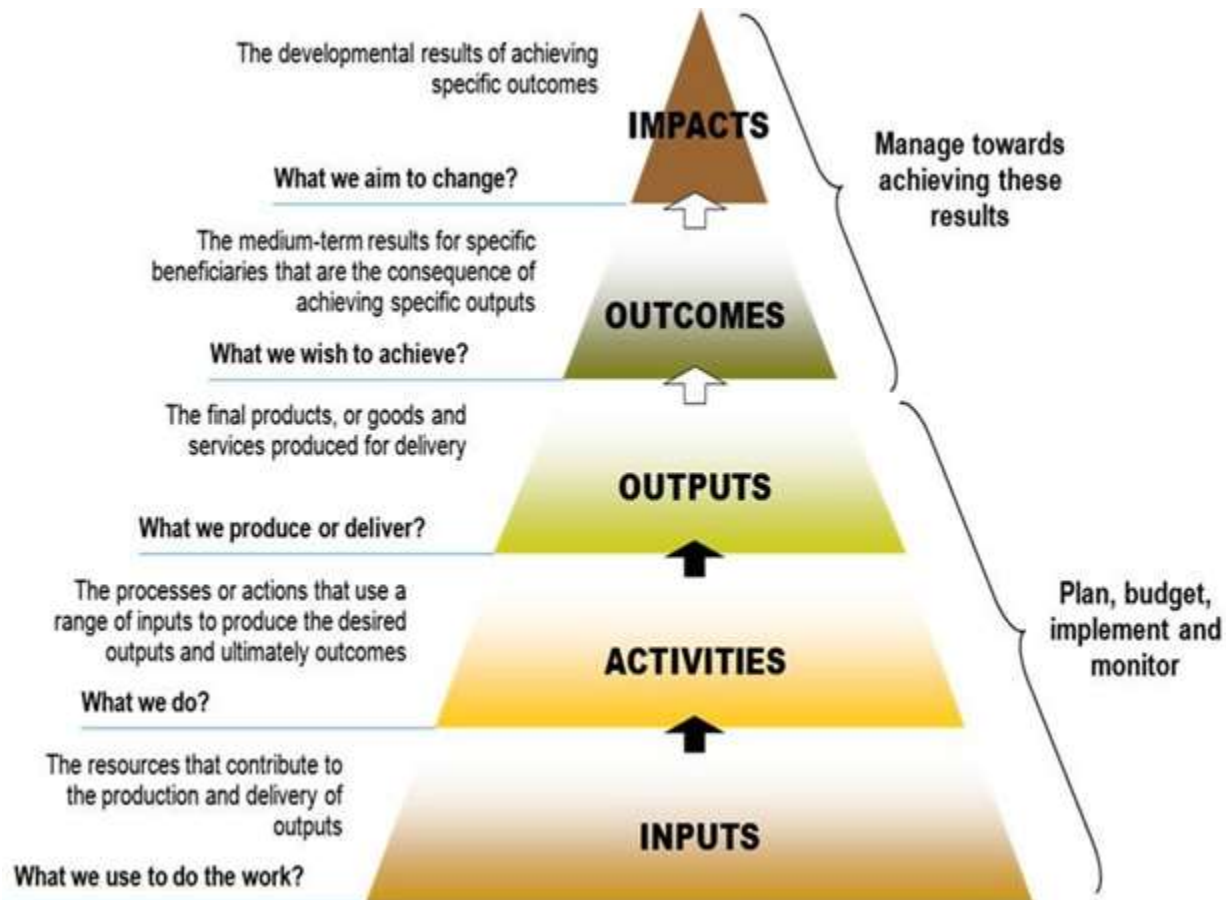 The developmental results of achieving
specific outcomes
IMPACTS
What we aim to change?
Manage towards
achieving these
results
The medium-term results for specific
beneficiaries that are the consequence of
achieving specific outputs
OUTCOMES
What we wish to achieve?
The final products, or goods and
services produced for delivery
OUTPUTS
What we produce or deliver?
The processes or actions that use a
range of inputs to produce the desired
outputs and ultimately outcomes
ACTIVITIES
What we do?
Plan, budget,
implement and
monitor
The resources that contribute to
the production and delivery of
outputs
INPUTS
What we use to do the work?